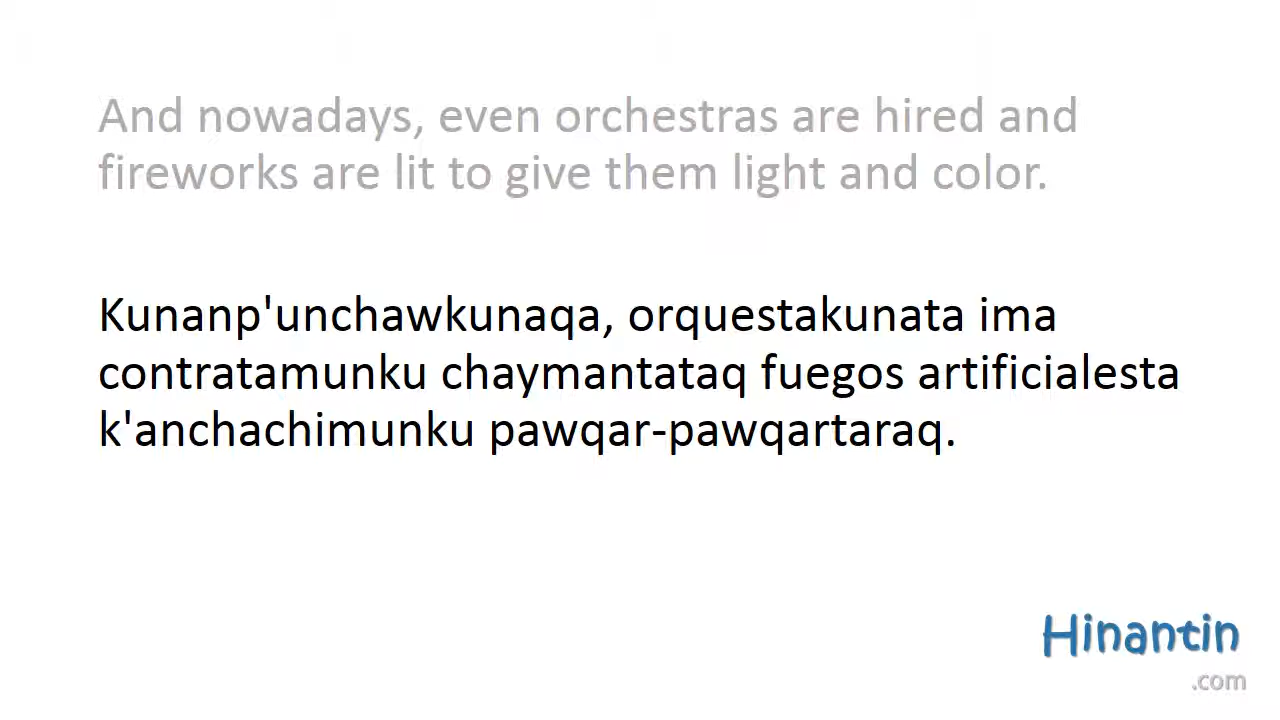 And nowadays, even orchestras are hired and
fireworks are lit to give them light and color.
Kunanp'unchawkunaqa, orquestakunata ima
contratamunku chaymantataq fuegos artificialesta
k'anchachimunku pawqar-pawqartaraq.
Hinantin
.com